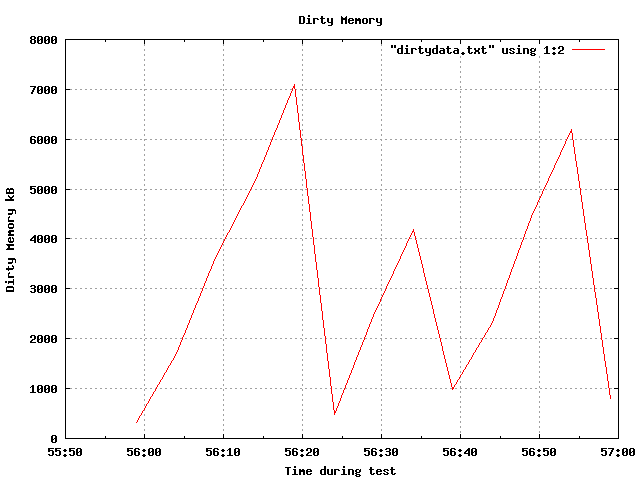 Dirty Memory
"dirtydata.txt" using 1:2
8000
7000
6000
5000
4000
3000
2000
1000
0
Dirty Memory kB
55:50 56:00 56:10 56:20 56:30 56:40 56:50 57:00
Time during test